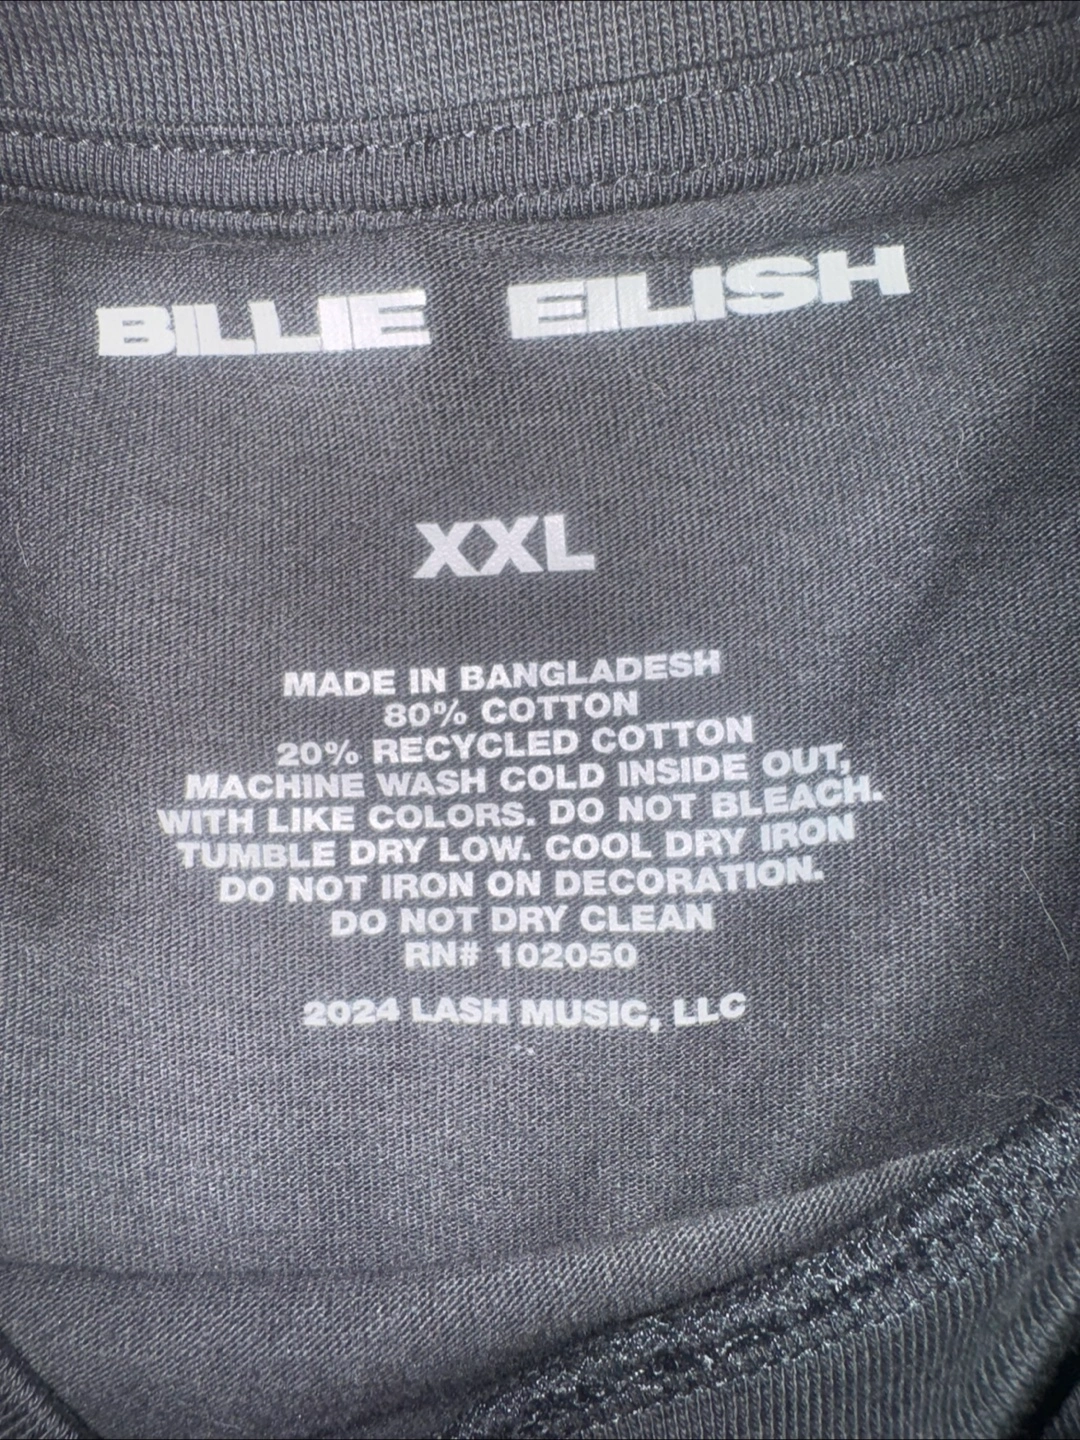 BILLIE EILISH
XXL
MADE IN BANGLADESH
80% COTTON
20% RECYCLED COTTON
MACHINE WASH COLD INSIDE OUT,
WITH LIKE COLORS. DO NOT BLEACH.
TUMBLE DRY LOW. COOL DRY IRON
DO NOT IRON ON DECORATION.
DO NOT DRY CLEAN
RN# 102050
2024 LASH MUSIC, LLC